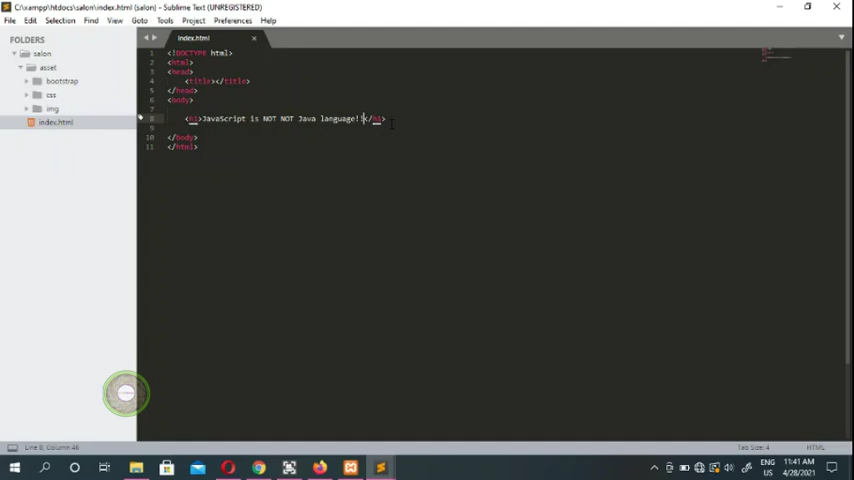 C:\xampp\htdocs\salon\index.html (salon) - Sublime Text (UNREGISTERED)
File Edit Selection Find View Goto Tools Project Preferences Help
FOLDERS
salon
asset
bootstrap
css
img
index.html
index.html
1 <!DOCTYPE html>
2 <html>
3 <head>
4 <title></title>
5 </head>
6 <body>
7
8 <h1>JavaScript is NOT NOT Java language!</h1>
9
10 </body>
11 </html>
Line 8, Column 46
Tab Size: 4
HTML
ENG
US
11:41 AM
4/28/2021